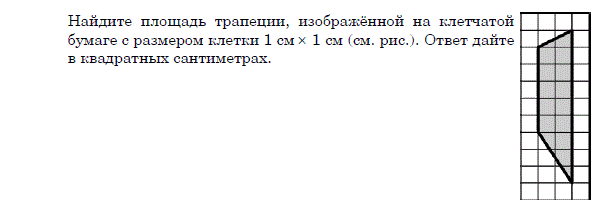 Найдите площадь трапеции, изображённой на клетчатой
бумаге с размером клетки 1 см × 1 см (см. рис.). Ответ дайте
в квадратных сантиметрах.